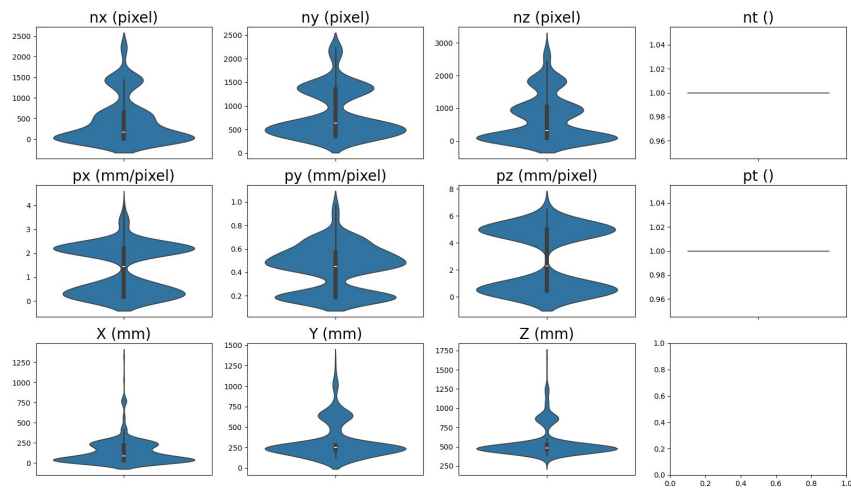 nx (pixel) ny (pixel) nz (pixel) nt ()
2500 2000 1500 1000 500 0
2500 2000 1500 1000 500 0
3000 2000 1000 0
1.04 1.02 1.00 0.98 0.96
px (mm/pixel) py (mm/pixel) pz (mm/pixel) pt ()
4 3 2 1 0
1.0 0.8 0.6 0.4 0.2
8 6 4 2 0
1.04 1.02 1.00 0.98 0.96
X (mm) Y (mm) Z (mm)
1250 1000 750 500 250 0
1500 1250 1000 750 500 250 0
1750 1500 1250 1000 750 500 250
1.0 0.8 0.6 0.4 0.2 0.0
0.0 0.2 0.4 0.6 0.8 1.0